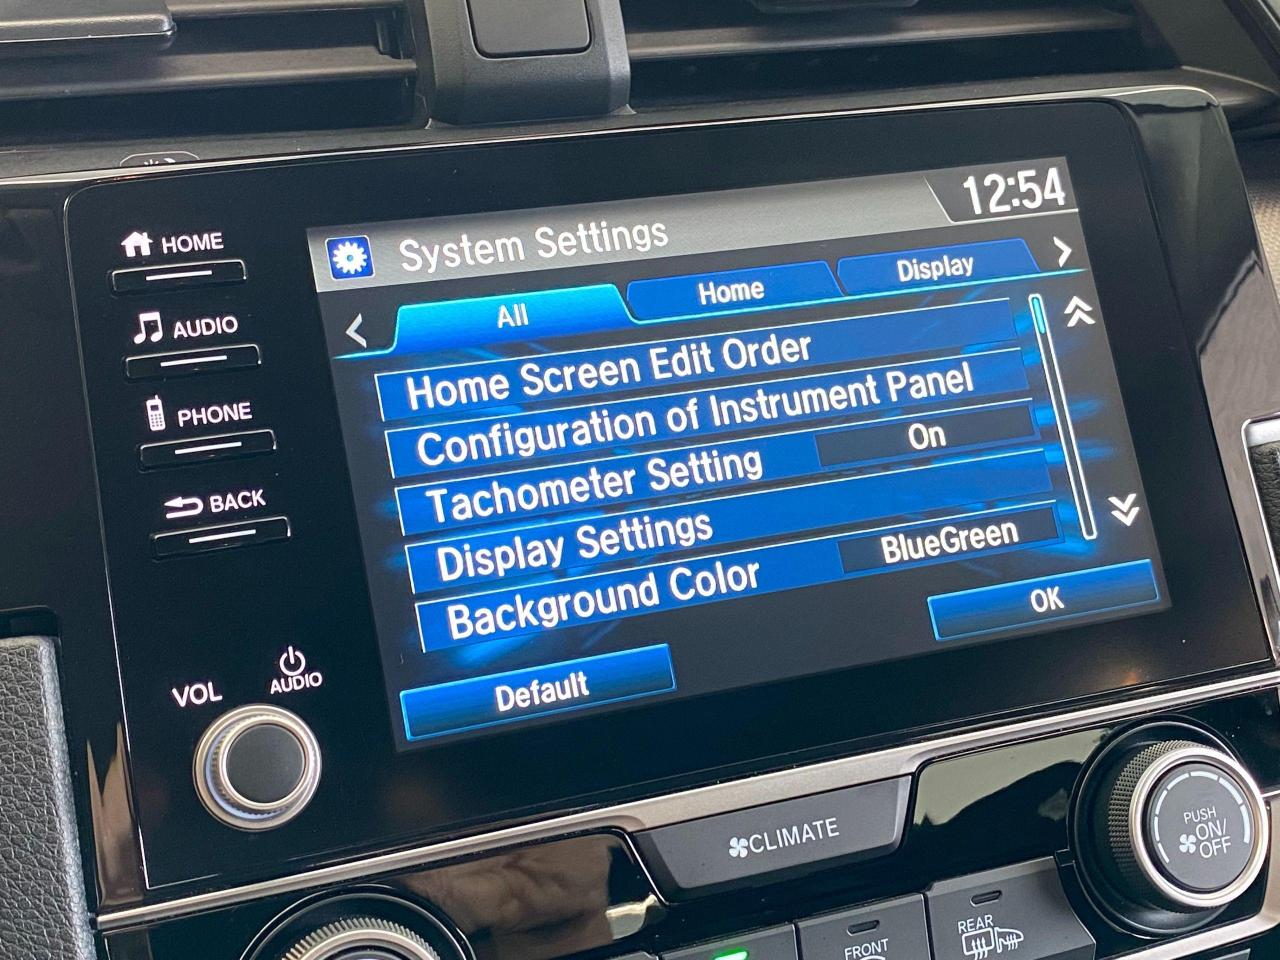 HOME
AUDIO
PHONE
BACK
VOL
AUDIO
System Settings
12:54
All
Home
Display
Home Screen Edit Order
Configuration of Instrument Panel
Tachometer Setting
On
Display Settings
Background Color
BlueGreen
OK
Default
CLIMATE
PUSH
ON/
OFF
FRONT
REAR